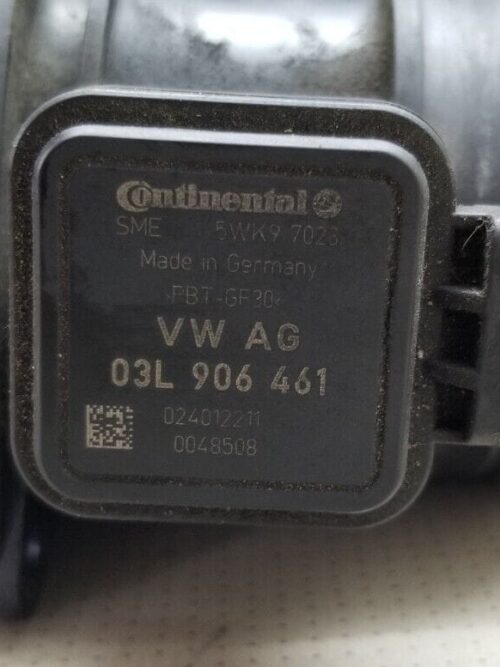 Continental
SME 5WK9 7023
Made in Germany
>PBT-GF30<
VW AG
03L 906 461
024012211
0048508